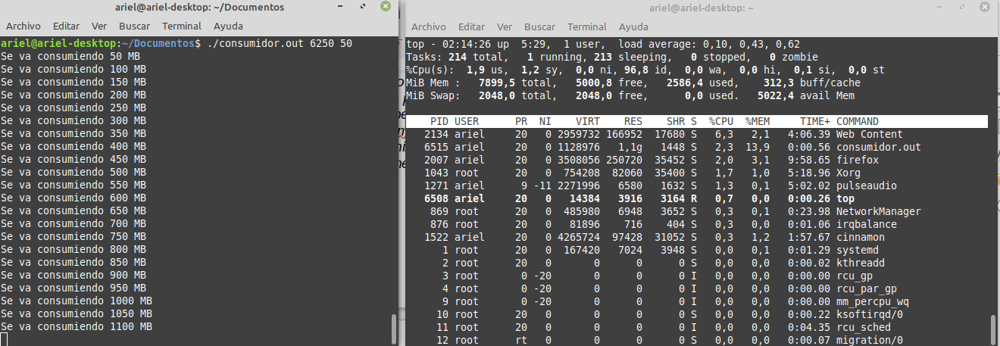 ariel@ariel-desktop: ~/Documentos
Archivo Editar Ver Buscar Terminal Ayuda
ariel@ariel-desktop:~/Documentos$ ./consumidor.out 6250 50
Se va consumiendo 50 MB
Se va consumiendo 100 MB
Se va consumiendo 150 MB
Se va consumiendo 200 MB
Se va consumiendo 250 MB
Se va consumiendo 300 MB
Se va consumiendo 350 MB
Se va consumiendo 400 MB
Se va consumiendo 450 MB
Se va consumiendo 500 MB
Se va consumiendo 550 MB
Se va consumiendo 600 MB
Se va consumiendo 650 MB
Se va consumiendo 700 MB
Se va consumiendo 750 MB
Se va consumiendo 800 MB
Se va consumiendo 850 MB
Se va consumiendo 900 MB
Se va consumiendo 950 MB
Se va consumiendo 1000 MB
Se va consumiendo 1050 MB
Se va consumiendo 1100 MB
ariel@ariel-desktop: ~
Archivo Editar Ver Buscar Terminal Ayuda
top - 02:14:26 up  5:29,  1 user,  load average: 0,10, 0,43, 0,62
Tasks: 214 total,   1 running, 213 sleeping,   0 stopped,   0 zombie
%Cpu(s):  1,9 us,  1,2 sy,  0,0 ni, 96,8 id,  0,0 wa,  0,0 hi,  0,1 si,  0,0 st
MiB Mem :   7899,5 total,   5000,8 free,   2586,4 used,    312,3 buff/cache
MiB Swap:   2048,0 total,   2048,0 free,      0,0 used.   5022,4 avail Mem
PID USER PR NI VIRT RES SHR S %CPU %MEM TIME+ COMMAND
2134 ariel 20 0 2959732 166952 17680 S 6,3 2,1 4:06.39 Web Content
6515 ariel 20 0 1128976 1,1g 1448 S 2,3 13,9 0:00.56 consumidor.out
2007 ariel 20 0 3508056 250720 35452 S 2,0 3,1 9:58.65 firefox
1043 root 20 0 754208 82060 35400 S 1,7 1,0 5:18.96 Xorg
1271 ariel 9 -11 2271996 6580 1632 S 1,3 0,1 5:02.02 pulseaudio
6508 ariel 20 0 14384 3916 3164 R 0,7 0,0 0:00.26 top
869 root 20 0 485980 6948 3652 S 0,3 0,1 0:23.98 NetworkManager
876 root 20 0 81896 716 404 S 0,3 0,0 0:01.06 irqbalance
1522 ariel 20 0 4265724 97428 31052 S 0,3 1,2 1:57.67 cinnamon
1 root 20 0 167420 7024 3948 S 0,0 0,1 0:01.29 systemd
2 root 20 0 0 0 0 S 0,0 0,0 0:00.02 kthreadd
3 root 0 -20 0 0 0 I 0,0 0,0 0:00.00 rcu_gp
4 root 0 -20 0 0 0 I 0,0 0,0 0:00.00 rcu_par_gp
9 root 0 -20 0 0 0 I 0,0 0,0 0:00.00 mm_percpu_wq
10 root 20 0 0 0 0 S 0,0 0,0 0:00.22 ksoftirqd/0
11 root 20 0 0 0 0 I 0,0 0,0 0:04.35 rcu_sched
12 root rt 0 0 0 0 S 0,0 0,0 0:00.07 migration/0